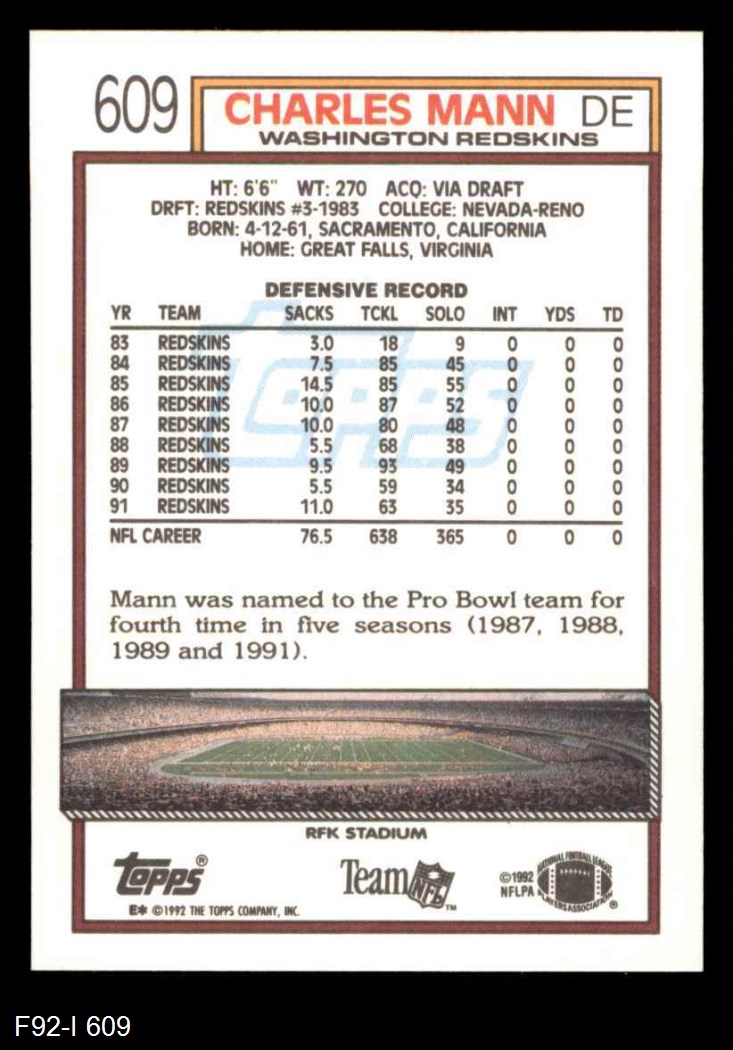 609 CHARLES MANN DE
WASHINGTON REDSKINS
HT: 6'6" WT: 270 ACQ: VIA DRAFT
DRFT: REDSKINS #3-1983 COLLEGE: NEVADA-RENO
BORN: 4-12-61, SACRAMENTO, CALIFORNIA
HOME: GREAT FALLS, VIRGINIA
DEFENSIVE RECORD
YR TEAM SACKS TCKL SOLO INT YDS TD
83 REDSKINS 3.0 18 9 0 0 0
84 REDSKINS 7.5 85 45 0 0 0
85 REDSKINS 14.5 85 55 0 0 0
86 REDSKINS 10.0 87 52 0 0 0
87 REDSKINS 10.0 80 48 0 0 0
88 REDSKINS 5.5 68 38 0 0 0
89 REDSKINS 9.5 93 49 0 0 0
90 REDSKINS 5.5 59 34 0 0 0
91 REDSKINS 11.0 63 35 0 0 0
NFL CAREER 76.5 638 365 0 0 0
Topps
Mann was named to the Pro Bowl team for
fourth time in five seasons (1987, 1988,
1989 and 1991).
RFK STADIUM
Topps®
E* ©1992 THE TOPPS COMPANY, INC.
Team NFL ™
©1992
NFLPA
NATIONAL FOOTBALL LEAGUE
PLAYERS ASSOCIATION ®
F92-I 609